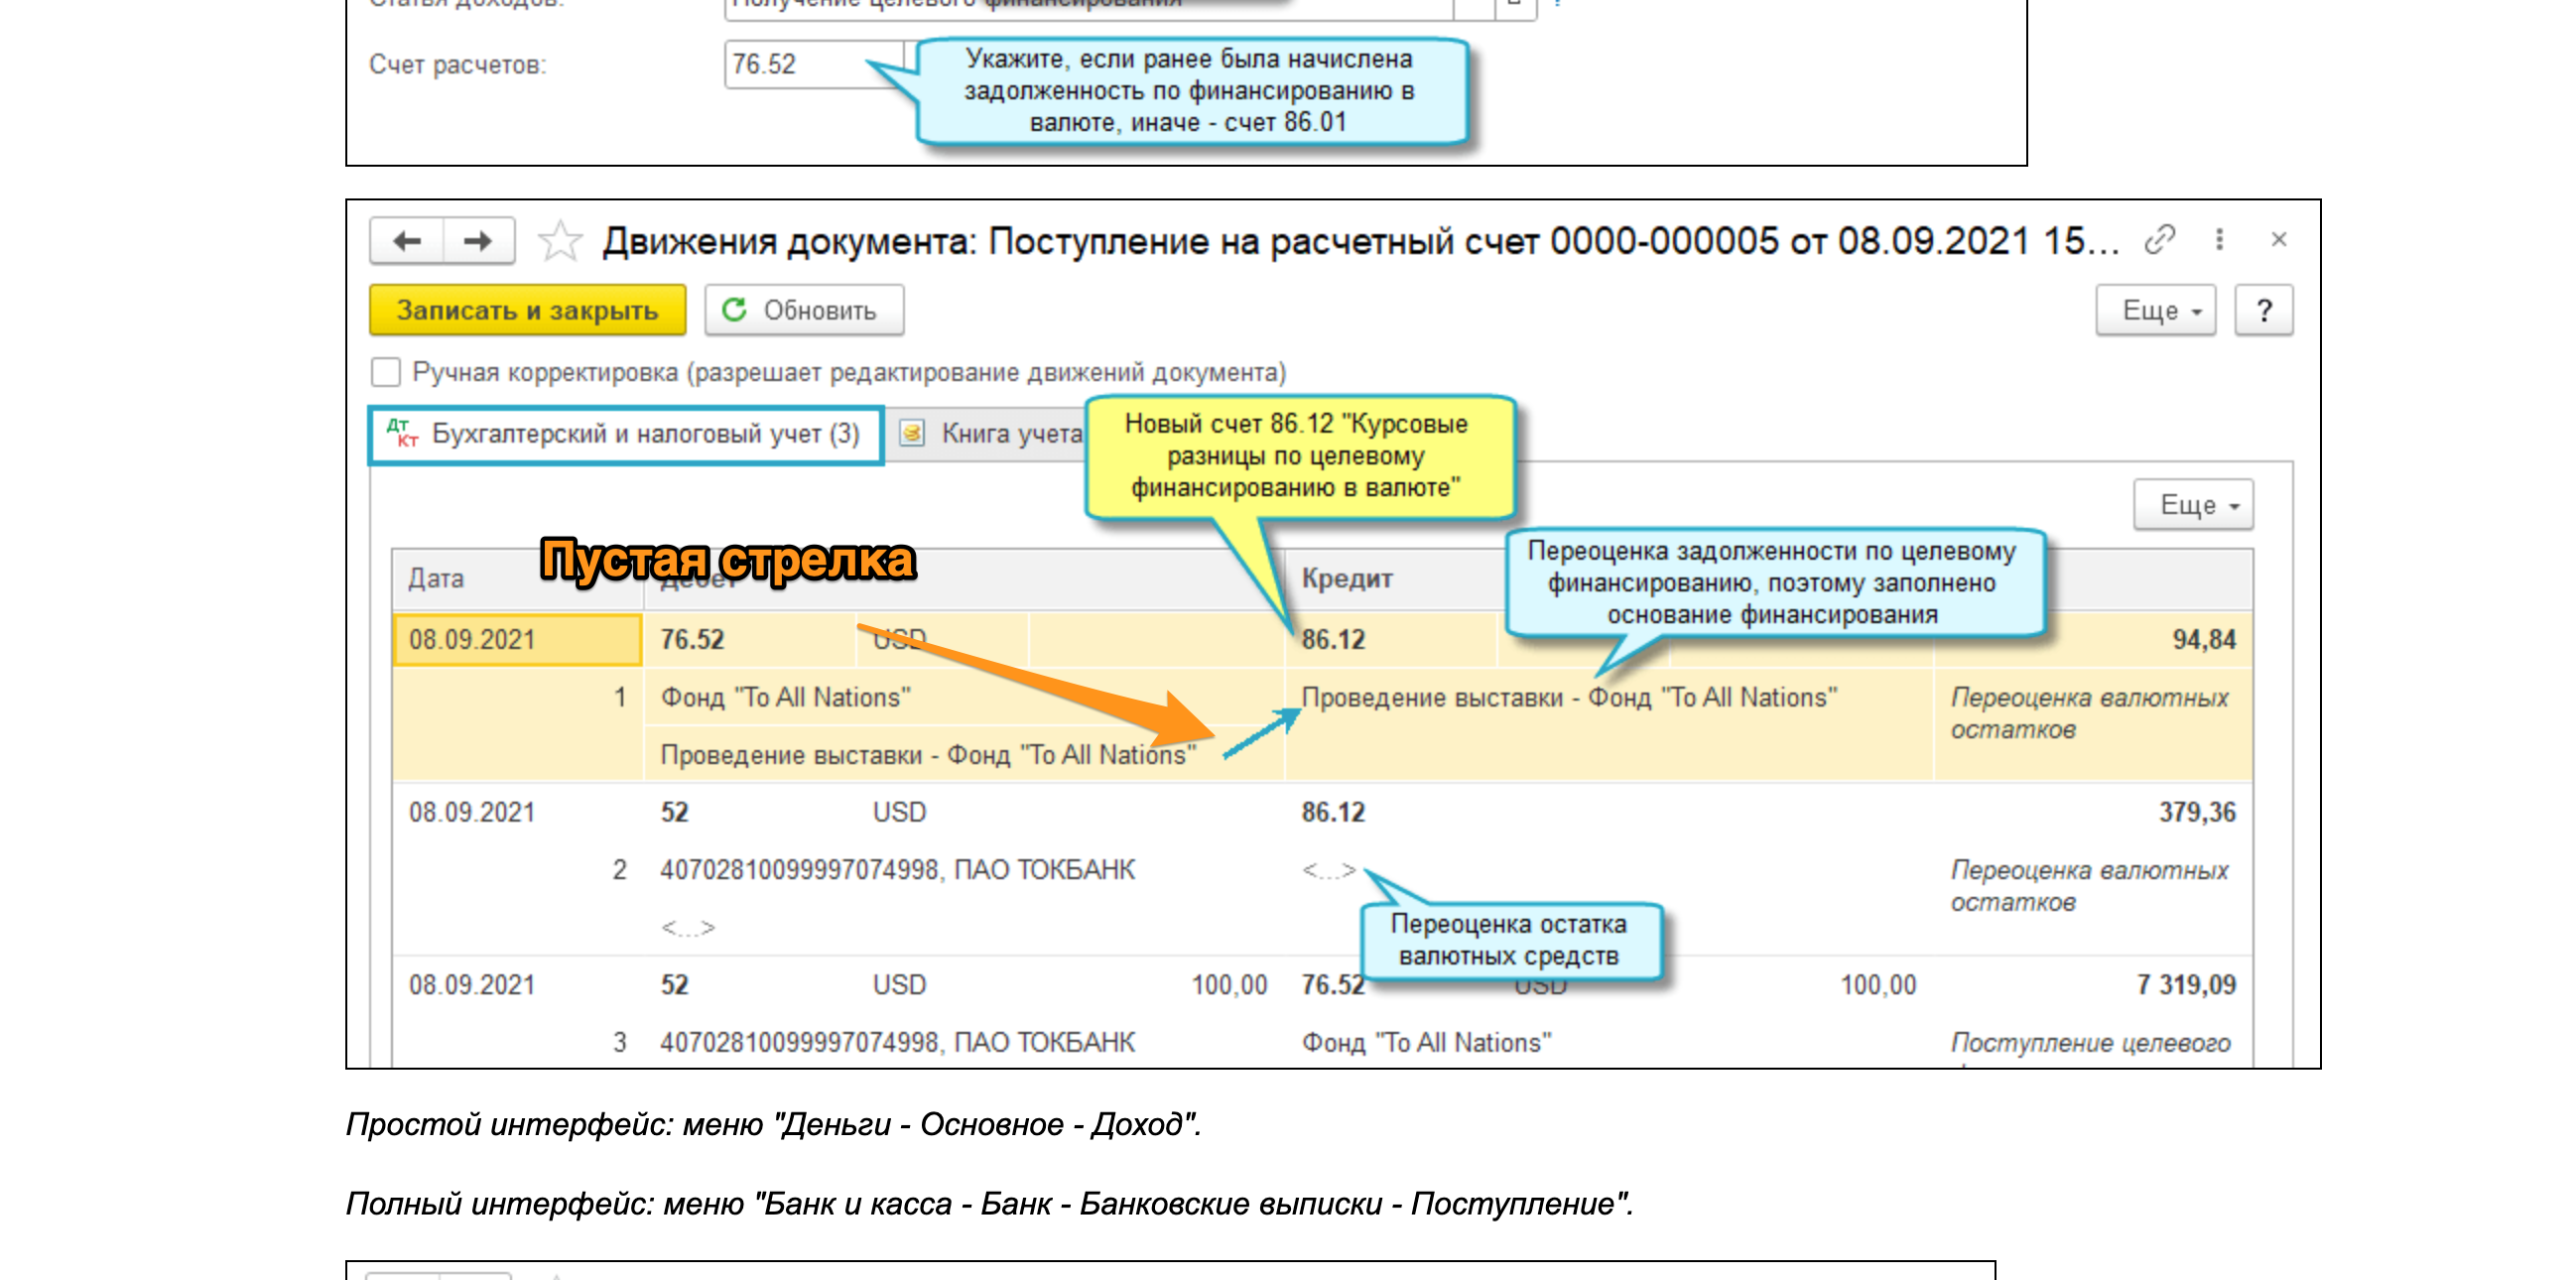 Статья доходов:
Получение целевого финансирования
?
Счет расчетов:
76.52
Укажите, если ранее была начислена
задолженность по финансированию в
валюте, иначе - счет 86.01
Движения документа: Поступление на расчетный счет 0000-000005 от 08.09.2021 15...
Записать и закрыть
Обновить
Еще
?
Ручная корректировка (разрешает редактирование движений документа)
Дт Кт Бухгалтерский и налоговый учет (3)
Книга учета
Новый счет 86.12 "Курсовые
разницы по целевому
финансированию в валюте"
Еще
Пустая стрелка
Переоценка задолженности по целевому
финансированию, поэтому заполнено
основание финансирования
Дата
Дебет
Кредит
08.09.2021 76.52 USD 86.12 94,84
1 Фонд "To All Nations" Проведение выставки - Фонд "To All Nations" Переоценка валютных
остатков
Проведение выставки - Фонд "To All Nations"
08.09.2021 52 USD 86.12 379,36
2 40702810099997074998, ПАО ТОКБАНК <...> Переоценка валютных
остатков
<...>
Переоценка остатка
валютных средств
08.09.2021 52 USD 100,00 76.52 USD 100,00 7 319,09
3 40702810099997074998, ПАО ТОКБАНК Фонд "To All Nations" Поступление целевого
Простой интерфейс: меню "Деньги - Основное - Доход".
Полный интерфейс: меню "Банк и касса - Банк - Банковские выписки - Поступление".